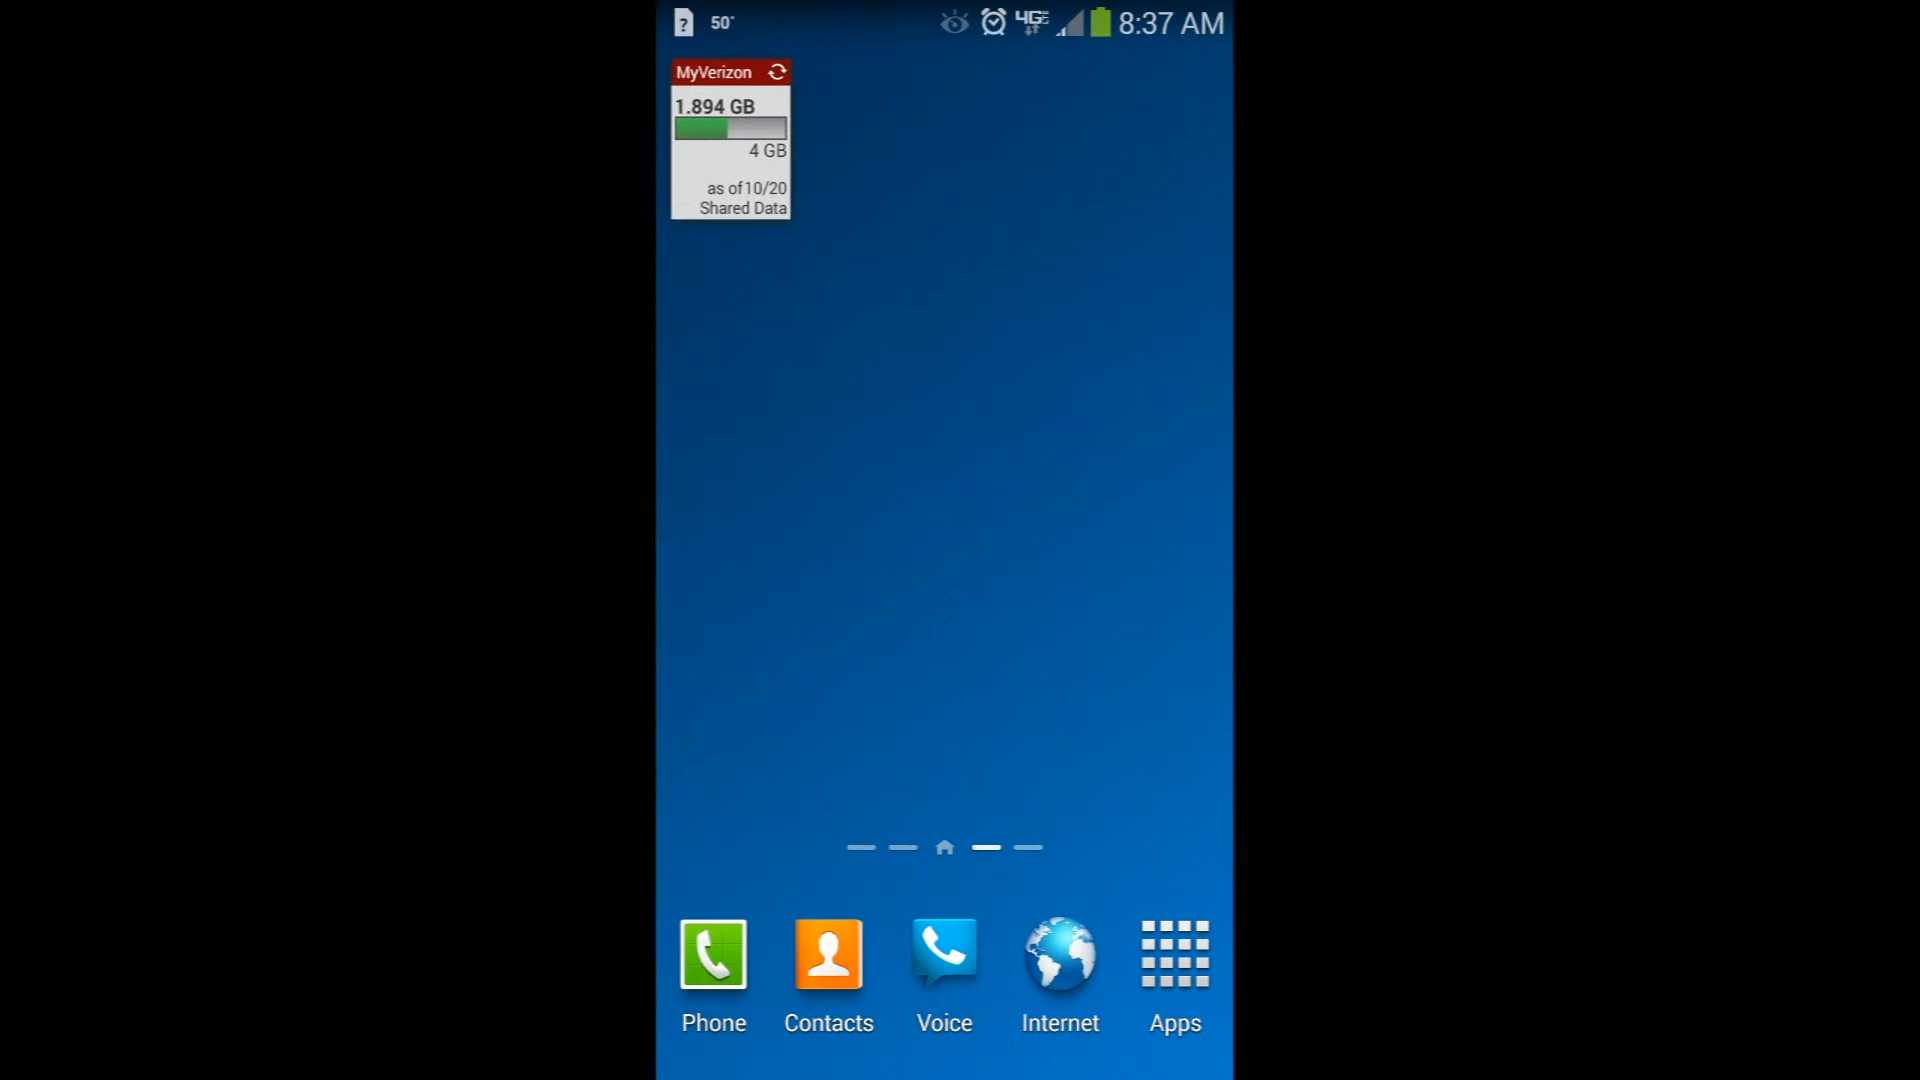 50° 4G LTE 8:37 AM
MyVerizon
1.894 GB
4 GB
as of 10/20
Shared Data
Phone Contacts Voice Internet Apps